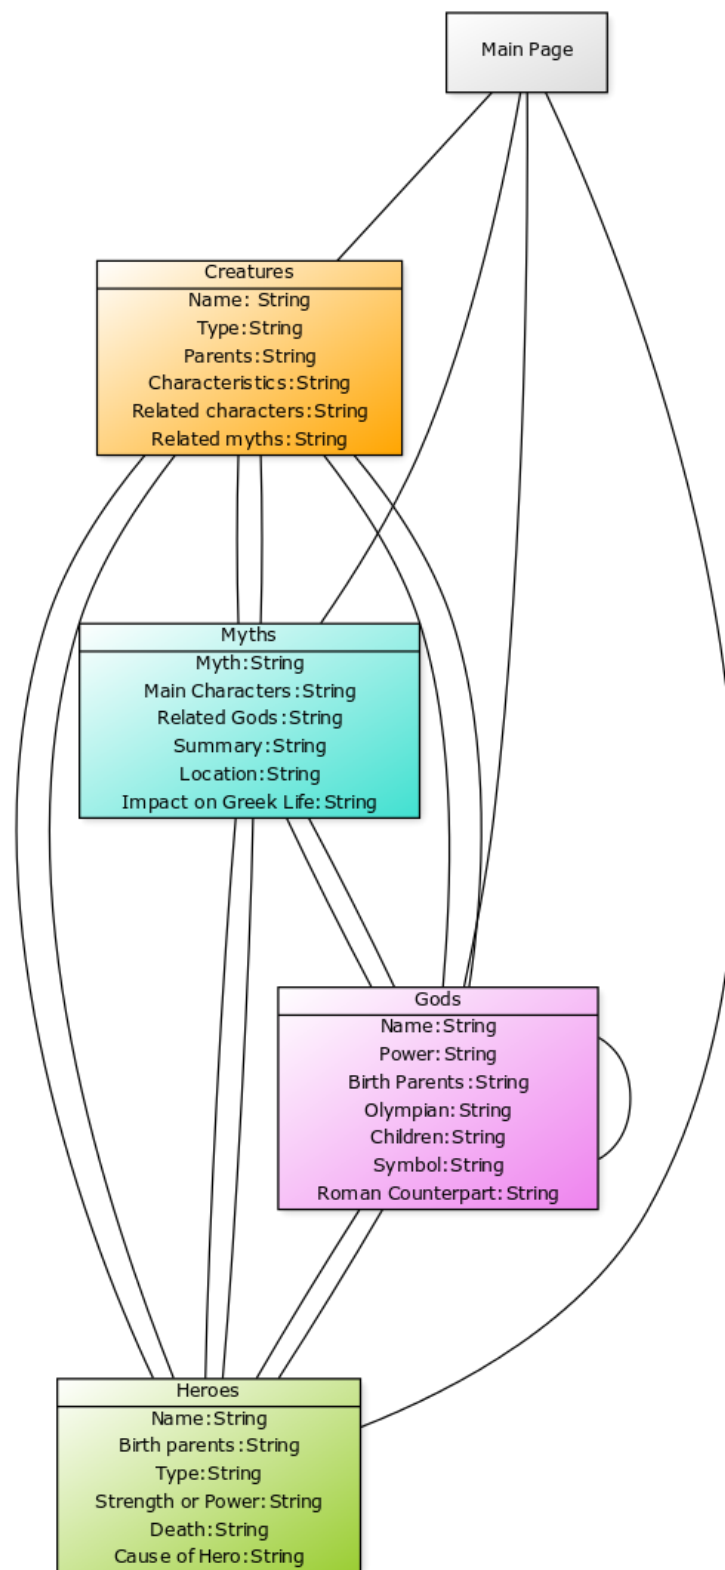 Main Page
Creatures
Name: String
Type:String
Parents:String
Characteristics:String
Related characters:String
Related myths:String
Myths
Myth:String
Main Characters:String
Related Gods:String
Summary:String
Location:String
Impact on Greek Life:String
Gods
Name:String
Power:String
Birth Parents:String
Olympian:String
Children:String
Symbol:String
Roman Counterpart:String
Heroes
Name:String
Birth parents:String
Type:String
Strength or Power:String
Death:String
Cause of Hero:String